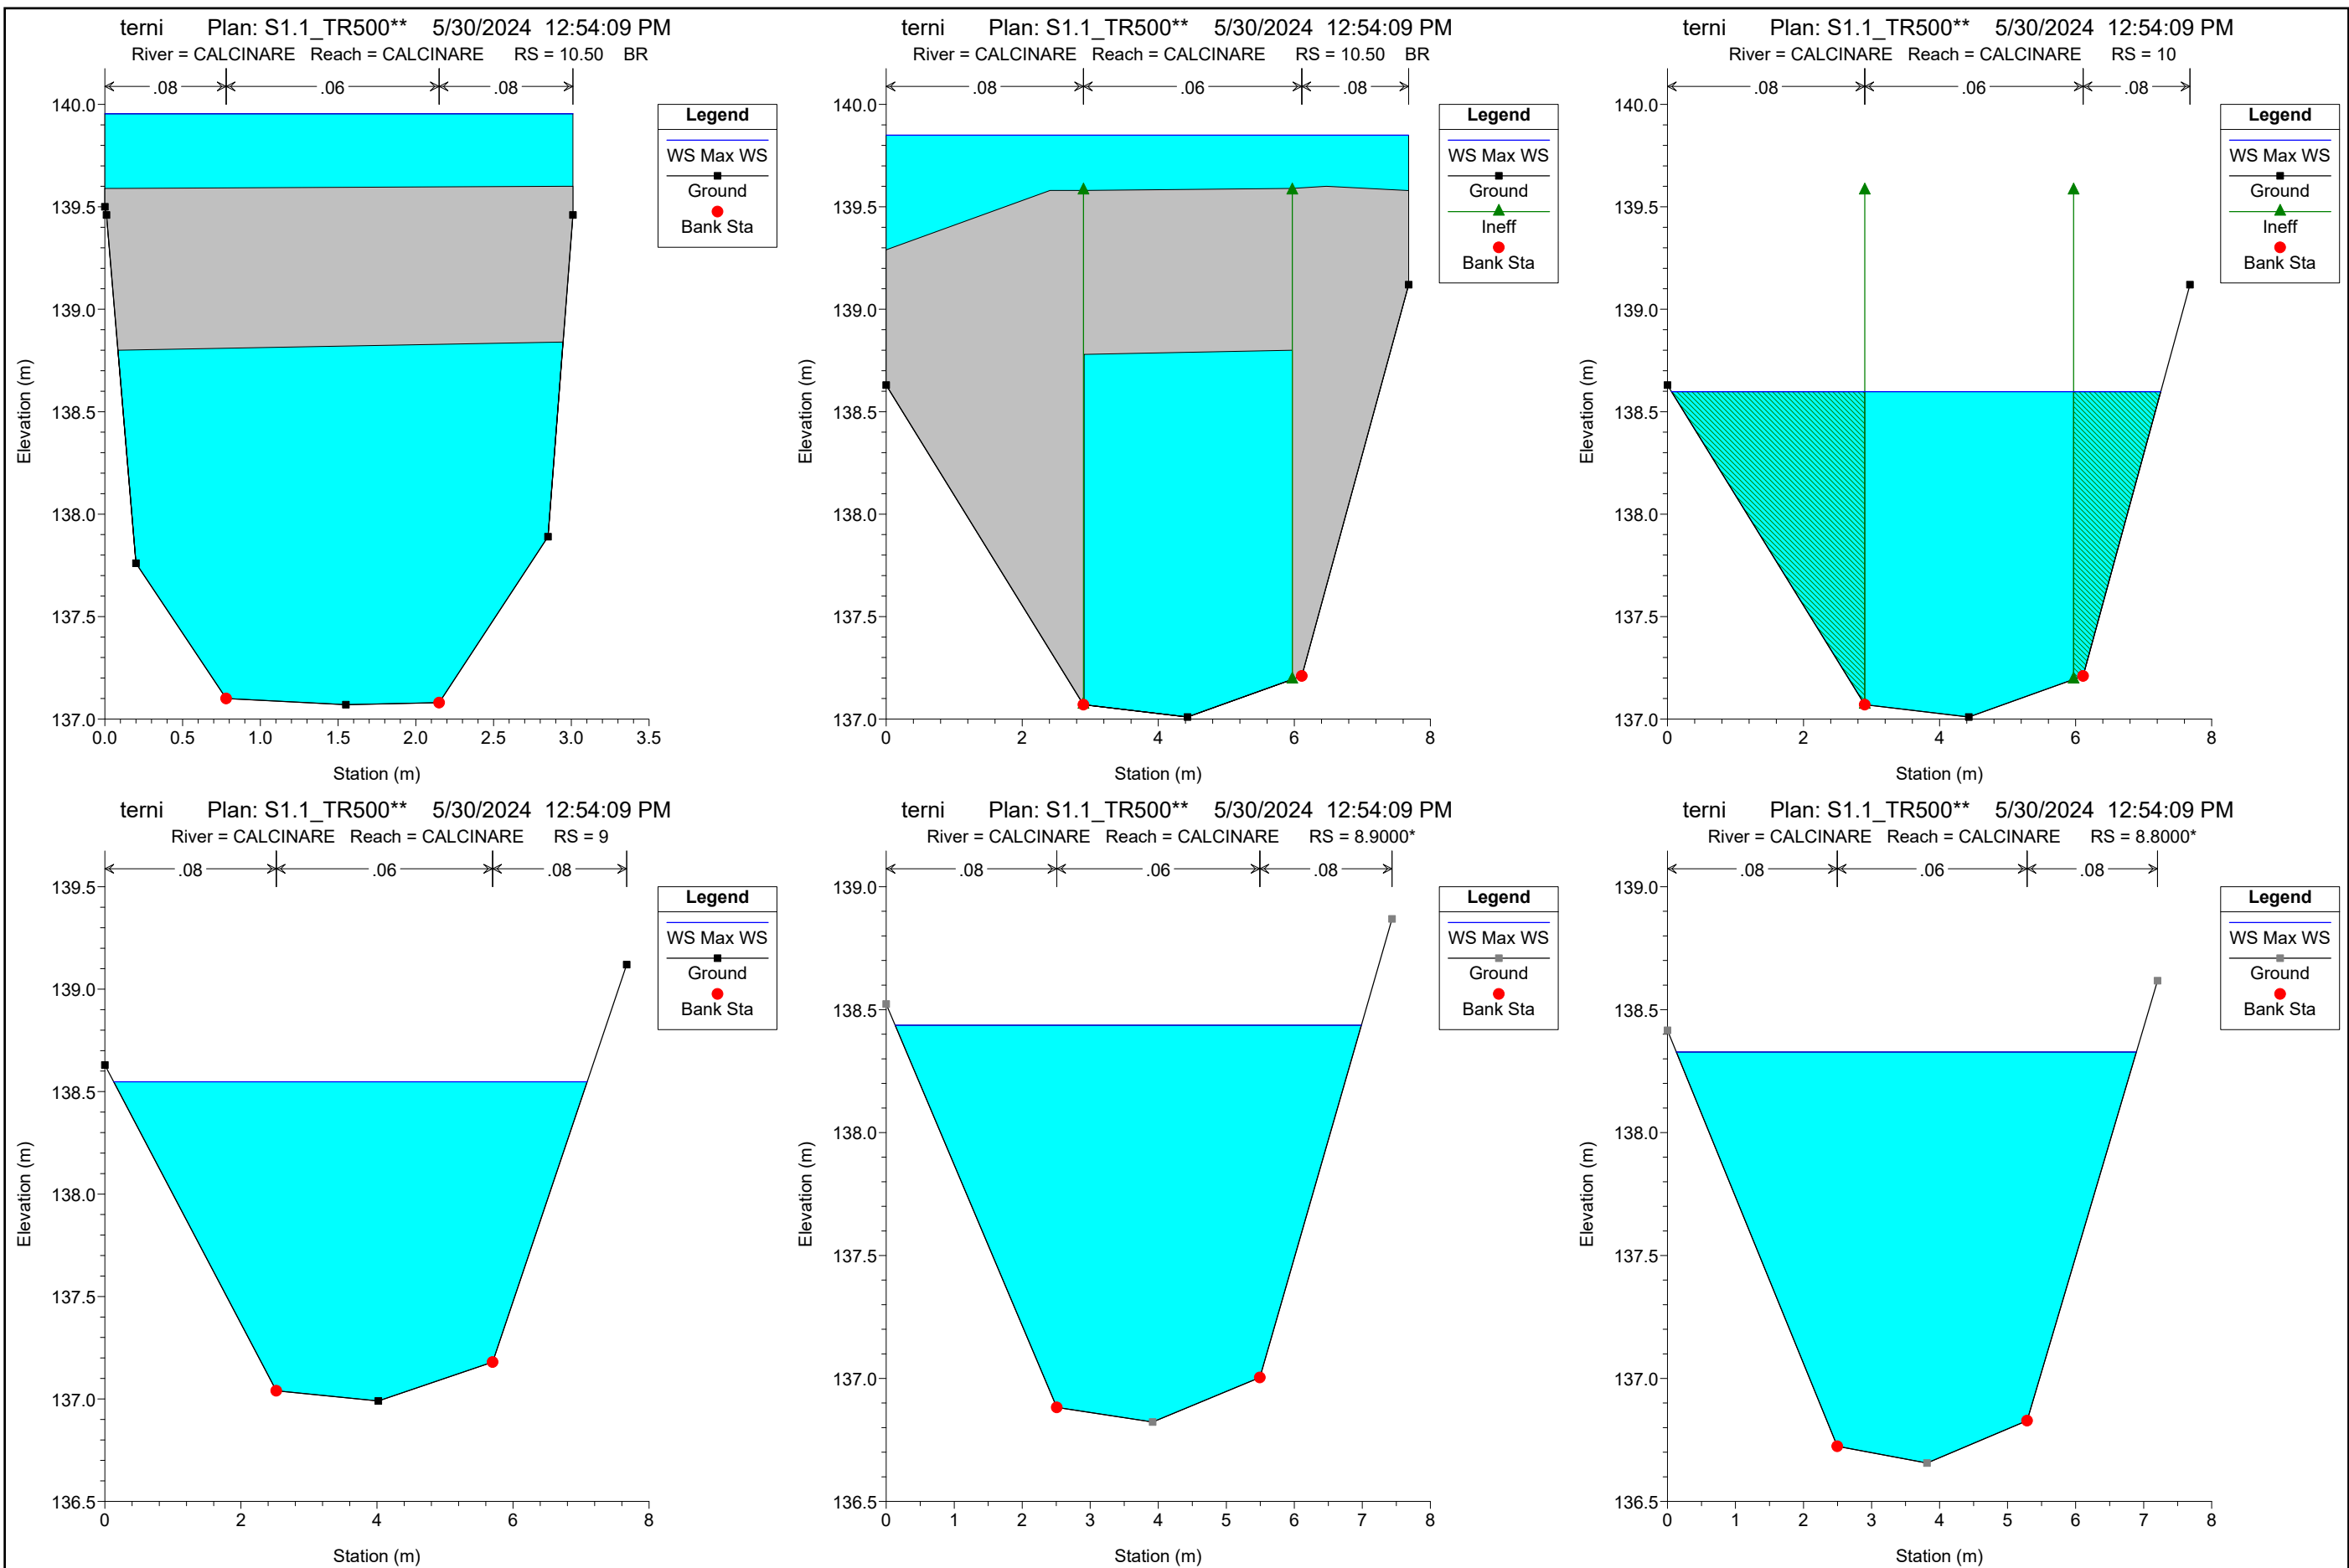 terni Plan: S1.1_TR500** 5/30/2024 12:54:09 PM
River = CALCINARE Reach = CALCINARE RS = 10.50 BR
.08 .06 .08
140.0
139.5
139.0
138.5
138.0
137.5
137.0
0.0 0.5 1.0 1.5 2.0 2.5 3.0 3.5
Station (m)
Elevation (m)
Legend
WS Max WS
Ground
Bank Sta
terni Plan: S1.1_TR500** 5/30/2024 12:54:09 PM
River = CALCINARE Reach = CALCINARE RS = 10.50 BR
.08 .06 .08
140.0
139.5
139.0
138.5
138.0
137.5
137.0
0 2 4 6 8
Station (m)
Elevation (m)
Legend
WS Max WS
Ground
Ineff
Bank Sta
terni Plan: S1.1_TR500** 5/30/2024 12:54:09 PM
River = CALCINARE Reach = CALCINARE RS = 10
.08 .06 .08
140.0
139.5
139.0
138.5
138.0
137.5
137.0
0 2 4 6 8
Station (m)
Elevation (m)
Legend
WS Max WS
Ground
Ineff
Bank Sta
terni Plan: S1.1_TR500** 5/30/2024 12:54:09 PM
River = CALCINARE Reach = CALCINARE RS = 9
.08 .06 .08
139.5
139.0
138.5
138.0
137.5
137.0
136.5
0 2 4 6 8
Station (m)
Elevation (m)
Legend
WS Max WS
Ground
Bank Sta
terni Plan: S1.1_TR500** 5/30/2024 12:54:09 PM
River = CALCINARE Reach = CALCINARE RS = 8.9000*
.08 .06 .08
139.0
138.5
138.0
137.5
137.0
136.5
0 1 2 3 4 5 6 7 8
Station (m)
Elevation (m)
Legend
WS Max WS
Ground
Bank Sta
terni Plan: S1.1_TR500** 5/30/2024 12:54:09 PM
River = CALCINARE Reach = CALCINARE RS = 8.8000*
.08 .06 .08
139.0
138.5
138.0
137.5
137.0
136.5
0 1 2 3 4 5 6 7 8
Station (m)
Elevation (m)
Legend
WS Max WS
Ground
Bank Sta